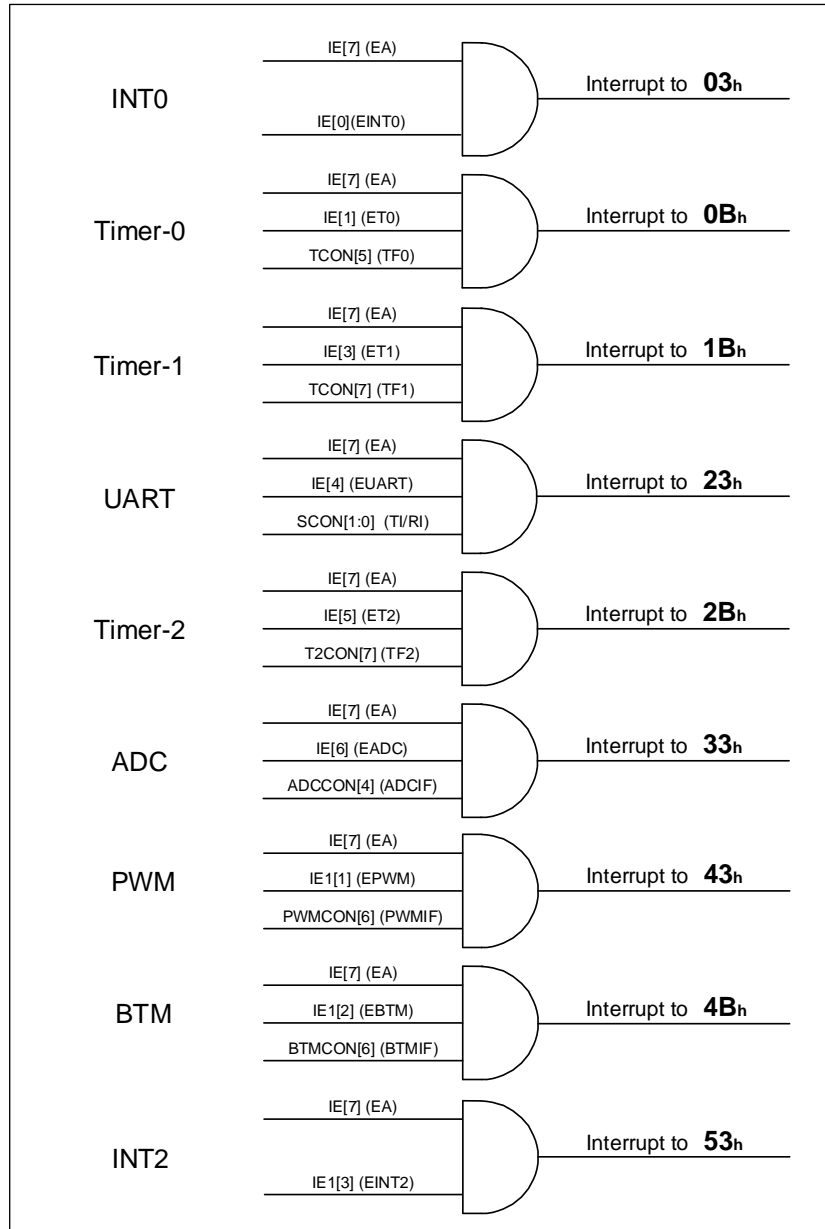 IE[7] (EA)
INT0
Interrupt to 03h
IE[0](EINT0)
IE[7] (EA)
Timer-0
IE[1] (ET0)
Interrupt to 0Bh
TCON[5] (TF0)
IE[7] (EA)
Timer-1
IE[3] (ET1)
Interrupt to 1Bh
TCON[7] (TF1)
IE[7] (EA)
UART
IE[4] (EUART)
Interrupt to 23h
SCON[1:0] (TI/RI)
IE[7] (EA)
Timer-2
IE[5] (ET2)
Interrupt to 2Bh
T2CON[7] (TF2)
IE[7] (EA)
ADC
IE[6] (EADC)
Interrupt to 33h
ADCCON[4] (ADCIF)
IE[7] (EA)
PWM
IE1[1] (EPWM)
Interrupt to 43h
PWMCON[6] (PWMIF)
IE[7] (EA)
BTM
IE1[2] (EBTM)
Interrupt to 4Bh
BTMCON[6] (BTMIF)
IE[7] (EA)
INT2
Interrupt to 53h
IE1[3] (EINT2)